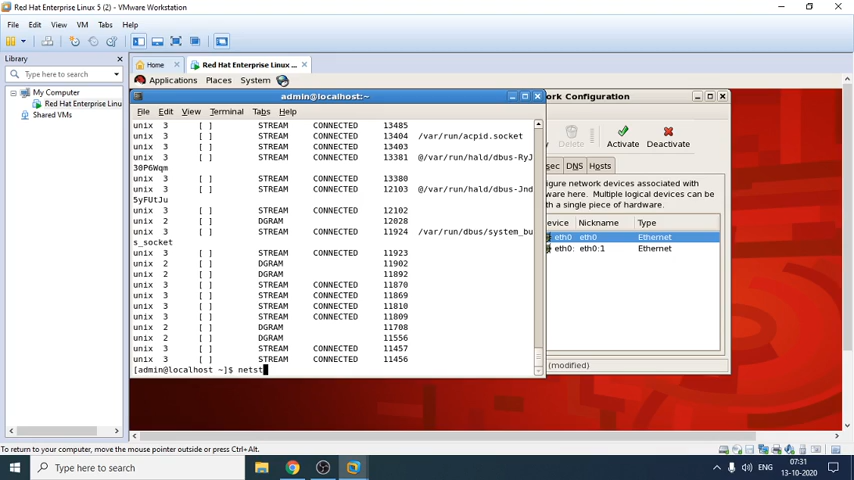 Red Hat Enterprise Linux 5 (2) - VMware Workstation
File Edit View VM Tabs Help
Library
Home
Red Hat Enterprise Linux ...
Type here to search
My Computer
Red Hat Enterprise Linu
Shared VMs
Applications Places System
admin@localhost:~
File Edit View Terminal Tabs Help
unix 3 [ ] STREAM CONNECTED 13485
unix 3 [ ] STREAM CONNECTED 13404 /var/run/acpid.socket
unix 3 [ ] STREAM CONNECTED 13403
unix 3 [ ] STREAM CONNECTED 13381 @/var/run/hald/dbus-RyJ
30P6Wqm
unix 3 [ ] STREAM CONNECTED 13380
unix 3 [ ] STREAM CONNECTED 12103 @/var/run/hald/dbus-Jnd
5yFUtJu
unix 3 [ ] STREAM CONNECTED 12102
unix 2 [ ] DGRAM 12028
unix 3 [ ] STREAM CONNECTED 11924 /var/run/dbus/system_bu
s_socket
unix 3 [ ] STREAM CONNECTED 11923
unix 2 [ ] DGRAM 11902
unix 2 [ ] DGRAM 11892
unix 3 [ ] STREAM CONNECTED 11870
unix 3 [ ] STREAM CONNECTED 11869
unix 3 [ ] STREAM CONNECTED 11810
unix 3 [ ] STREAM CONNECTED 11809
unix 2 [ ] DGRAM 11708
unix 2 [ ] DGRAM 11556
unix 3 [ ] STREAM CONNECTED 11457
unix 3 [ ] STREAM CONNECTED 11456
[admin@localhost ~]$ netst
ork Configuration
Delete Activate Deactivate
sec DNS Hosts
igure network devices associated with
ware here. Multiple logical devices can be
th a single piece of hardware.
evice Nickname Type
eth0 eth0 Ethernet
eth0: eth0:1 Ethernet
(modified)
To return to your computer, move the mouse pointer outside or press Ctrl+Alt.
Type here to search
ENG
07:31
13-10-2020